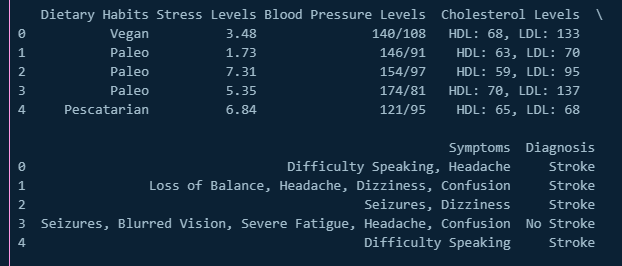 Dietary Habits Stress Levels Blood Pressure Levels Cholesterol Levels \
0 Vegan 3.48 140/108 HDL: 68, LDL: 133
1 Paleo 1.73 146/91 HDL: 63, LDL: 70
2 Paleo 7.31 154/97 HDL: 59, LDL: 95
3 Paleo 5.35 174/81 HDL: 70, LDL: 137
4 Pescatarian 6.84 121/95 HDL: 65, LDL: 68
Symptoms Diagnosis
0 Difficulty Speaking, Headache Stroke
1 Loss of Balance, Headache, Dizziness, Confusion Stroke
2 Seizures, Dizziness Stroke
3 Seizures, Blurred Vision, Severe Fatigue, Headache, Confusion No Stroke
4 Difficulty Speaking Stroke